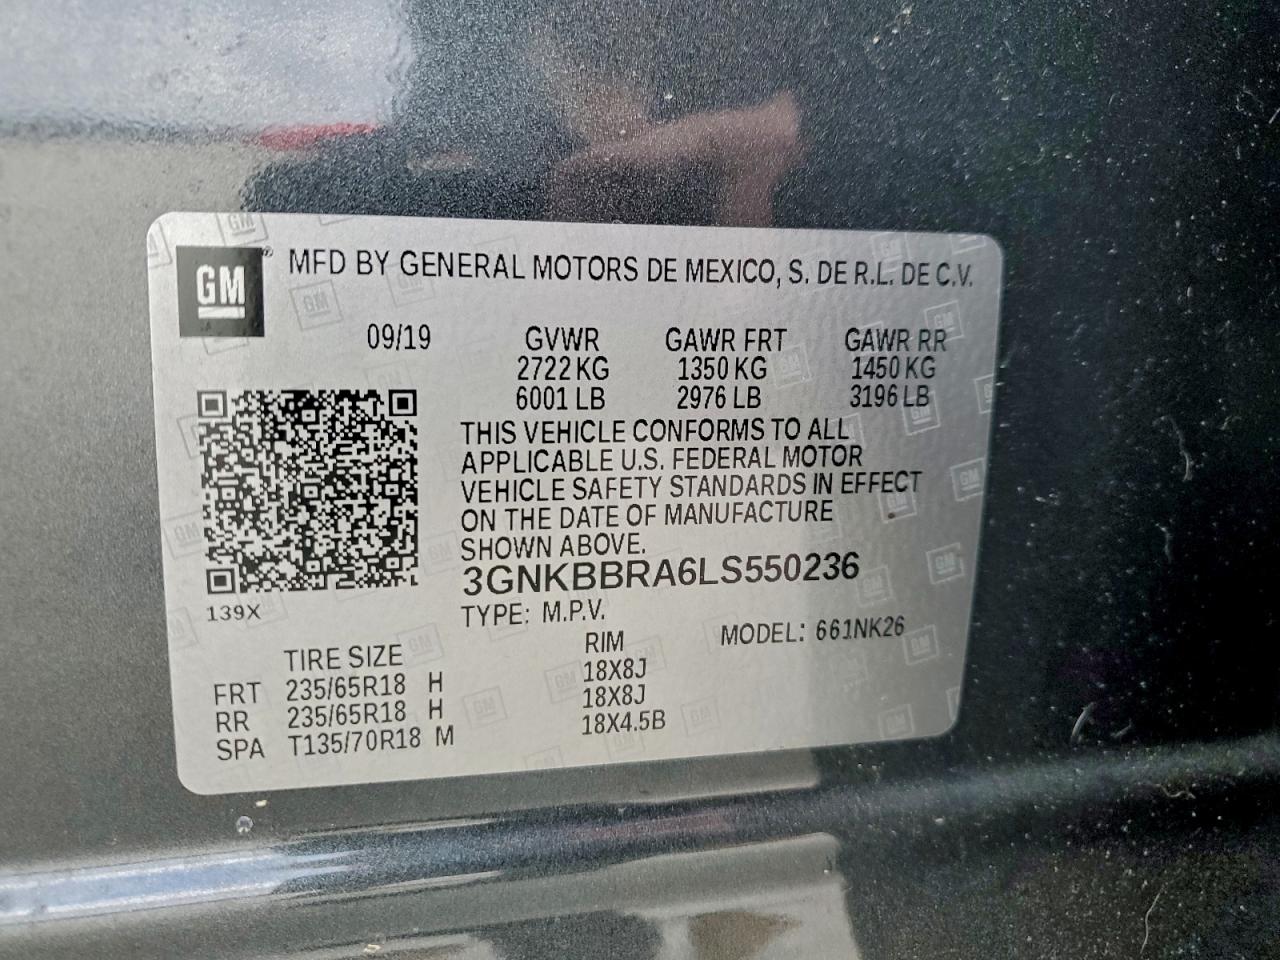 GM ® MFD BY GENERAL MOTORS DE MEXICO, S. DE R.L. DE C.V.
09/19 GVWR GAWR FRT GAWR RR
2722 KG 1350 KG 1450 KG
6001 LB 2976 LB 3196 LB
THIS VEHICLE CONFORMS TO ALL
APPLICABLE U.S. FEDERAL MOTOR
VEHICLE SAFETY STANDARDS IN EFFECT
ON THE DATE OF MANUFACTURE
SHOWN ABOVE.
3GNKBBRA6LS550236
139X
TYPE: M.P.V. MODEL: 661NK26
TIRE SIZE RIM
FRT 235/65R18 H 18X8J
RR 235/65R18 H 18X8J
SPA T135/70R18 M 18X4.5B